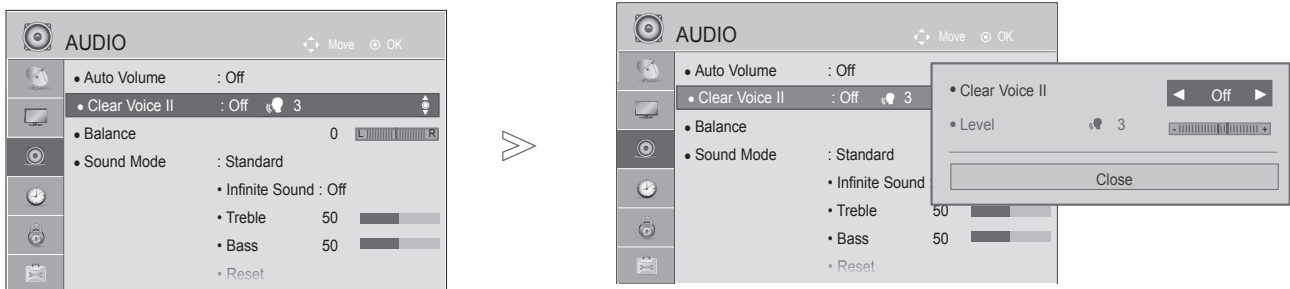 AUDIO Move OK
• Auto Volume : Off
• Clear Voice II : Off 3
• Balance 0 L R
• Sound Mode : Standard
• Infinite Sound : Off
• Treble 50
• Bass 50
• Reset
AUDIO Move OK
• Auto Volume : Off
• Clear Voice II : Off 3
• Balance
• Sound Mode : Standard
• Infinite Sound :
• Treble 50
• Bass 50
• Reset
• Clear Voice II ◄ Off ►
• Level 3 - +
Close